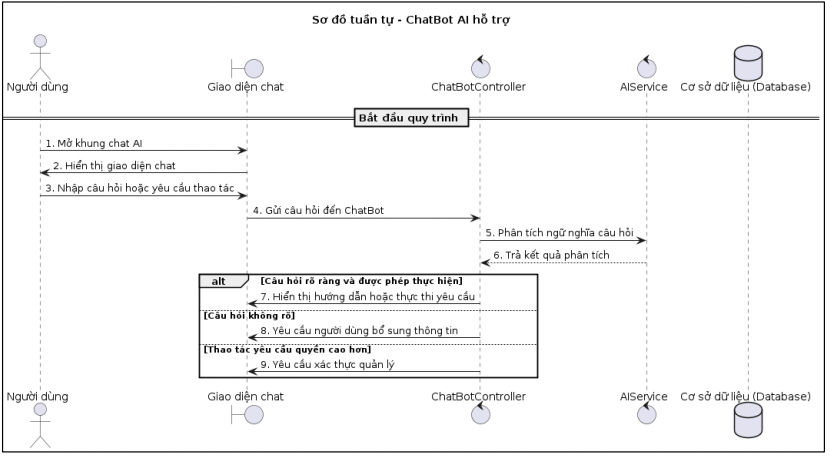 Sơ đồ tuần tự - ChatBot AI hỗ trợ
Người dùng
Giao diện chat
ChatBotController
AIService
Cơ sở dữ liệu (Database)
Bắt đầu quy trình
1. Mở khung chat AI
2. Hiển thị giao diện chat
3. Nhập câu hỏi hoặc yêu cầu thao tác
4. Gửi câu hỏi đến ChatBot
5. Phân tích ngữ nghĩa câu hỏi
6. Trả kết quả phân tích
alt [Câu hỏi rõ ràng và được phép thực hiện]
7. Hiển thị hướng dẫn hoặc thực thi yêu cầu
[Câu hỏi không rõ]
8. Yêu cầu người dùng bổ sung thông tin
[Thao tác yêu cầu quyền cao hơn]
9. Yêu cầu xác thực quản lý
Người dùng
Giao diện chat
ChatBotController
AIService
Cơ sở dữ liệu (Database)